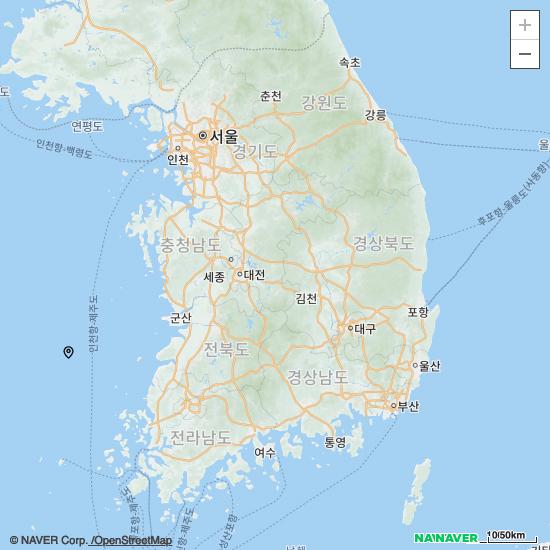 +
−
속초
춘천
강원도
강릉
도
연평도
서울
인천
경기도
인천항-백령도
울
후포항-울릉도(사동항)
충청남도
경상북도
세종
대전
김천
군산
포항
인천항-제주도
대구
전북도
울산
경상남도
부산
전라남도
통영
여수
© NAVER Corp. /OpenStreetMap
NA NAVER
10/50km